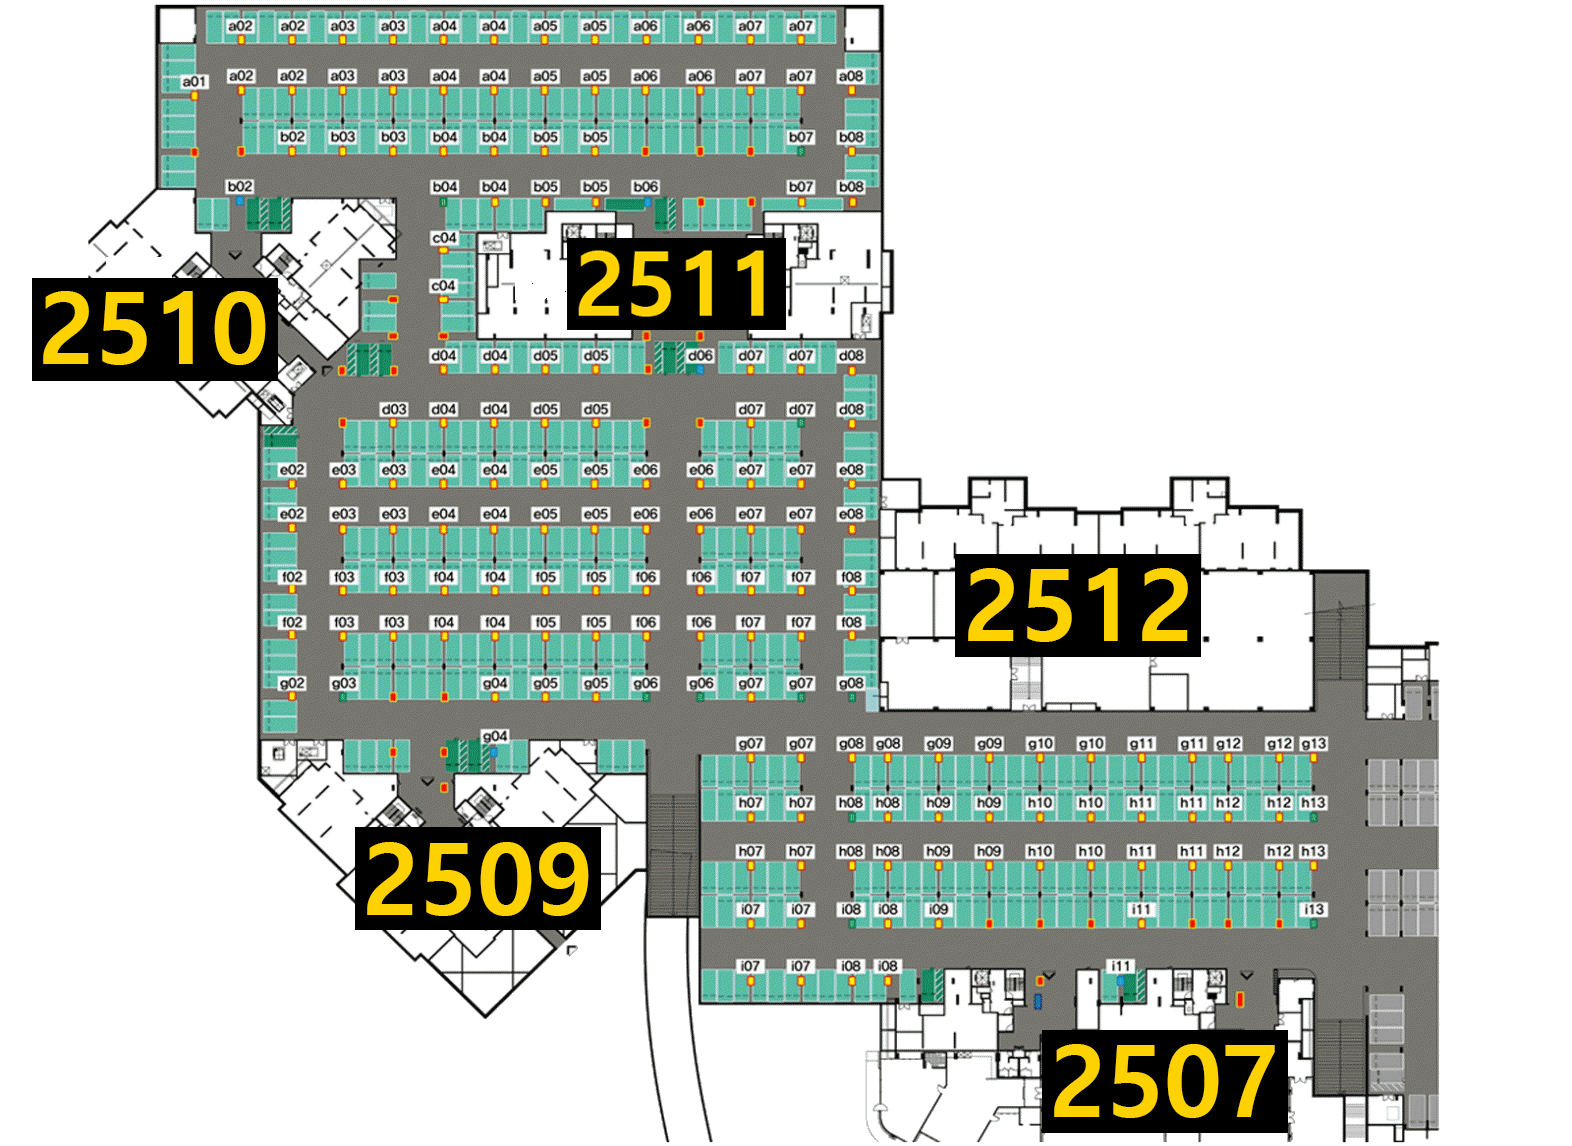 a02 a02 a03 a03 a04 a04 a05 a05 a06 a06 a07 a07
a01 a02 a02 a03 a03 a04 a04 a05 a05 a06 a06 a07 a07 a08
b02 b03 b03 b04 b04 b05 b05 b07 b08
b02 b04 b04 b05 b05 b06 b07 b08
c04
2511
c04
2510
d04 d04 d05 d05 d06 d07 d07 d08
d03 d04 d04 d05 d05 d07 d07 d08
e02 e03 e03 e04 e04 e05 e05 e06 e06 e07 e07 e08
e02 e03 e03 e04 e04 e05 e05 e06 e06 e07 e07 e08
f02 f03 f03 f04 f04 f05 f05 f06 f06 f07 f07 f08
2512
f02 f03 f03 f04 f04 f05 f05 f06 f06 f07 f07 f08
g02 g03 g04 g05 g05 g06 g06 g07 g07 g08
g04 g07 g07 g08 g08 g09 g09 g10 g10 g11 g11 g12 g12 g13
h07 h07 h08 h08 h09 h09 h10 h10 h11 h11 h12 h12 h13
h07 h07 h08 h08 h09 h09 h10 h10 h11 h11 h12 h12 h13
2509
i07 i07 i08 i08 i09 i11 i13
i07 i07 i08 i08 i11
2507